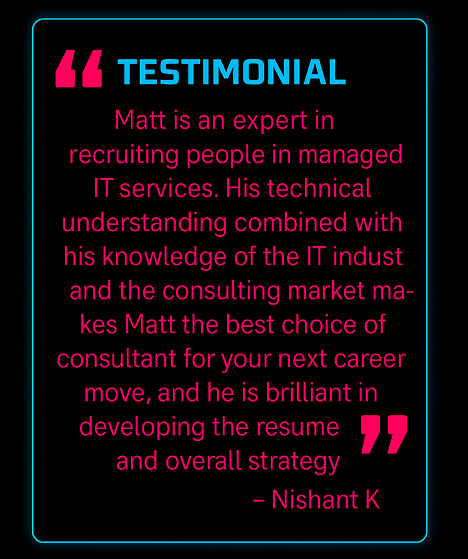 “ TESTIMONIAL
Matt is an expert in
recruiting people in managed
IT services. His technical
understanding combined with
his knowledge of the IT indust
and the consulting market ma-
kes Matt the best choice of
consultant for your next career
move, and he is brilliant in
developing the resume ”
and overall strategy
– Nishant K